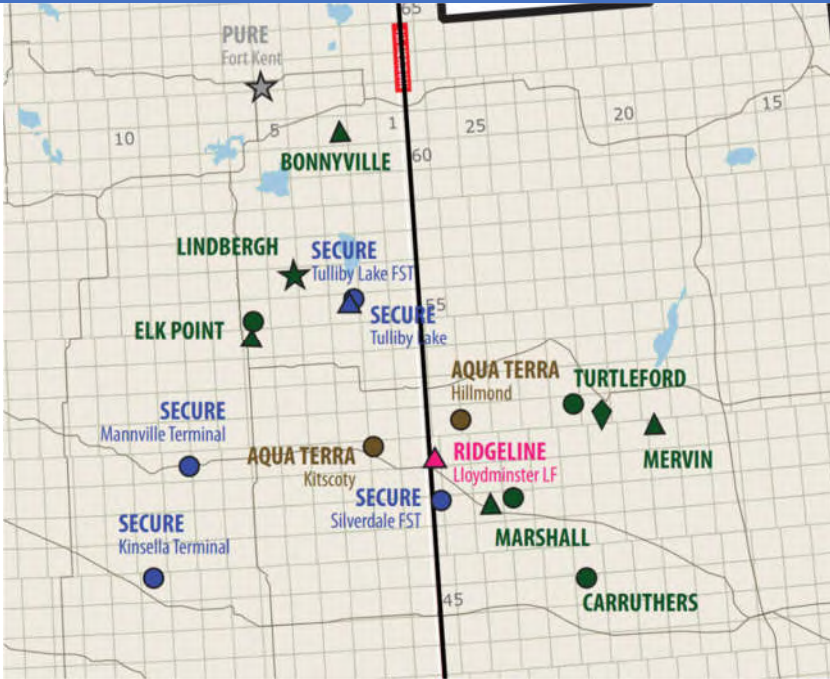 65
PURE
Fort Kent
15
20
25
1
5
10
BONNYVILLE
60
LINDBERGH
SECURE
Tulliby Lake FST
55
SECURE
Tulliby Lake
ELK POINT
AQUA TERRA
Hillmond
TURTLEFORD
SECURE
Mannville Terminal
AQUA TERRA
Kitscoty
RIDGELINE
Lloydminster LF
MERVIN
SECURE
Silverdale FST
SECURE
Kinsella Terminal
MARSHALL
CARRUTHERS
45